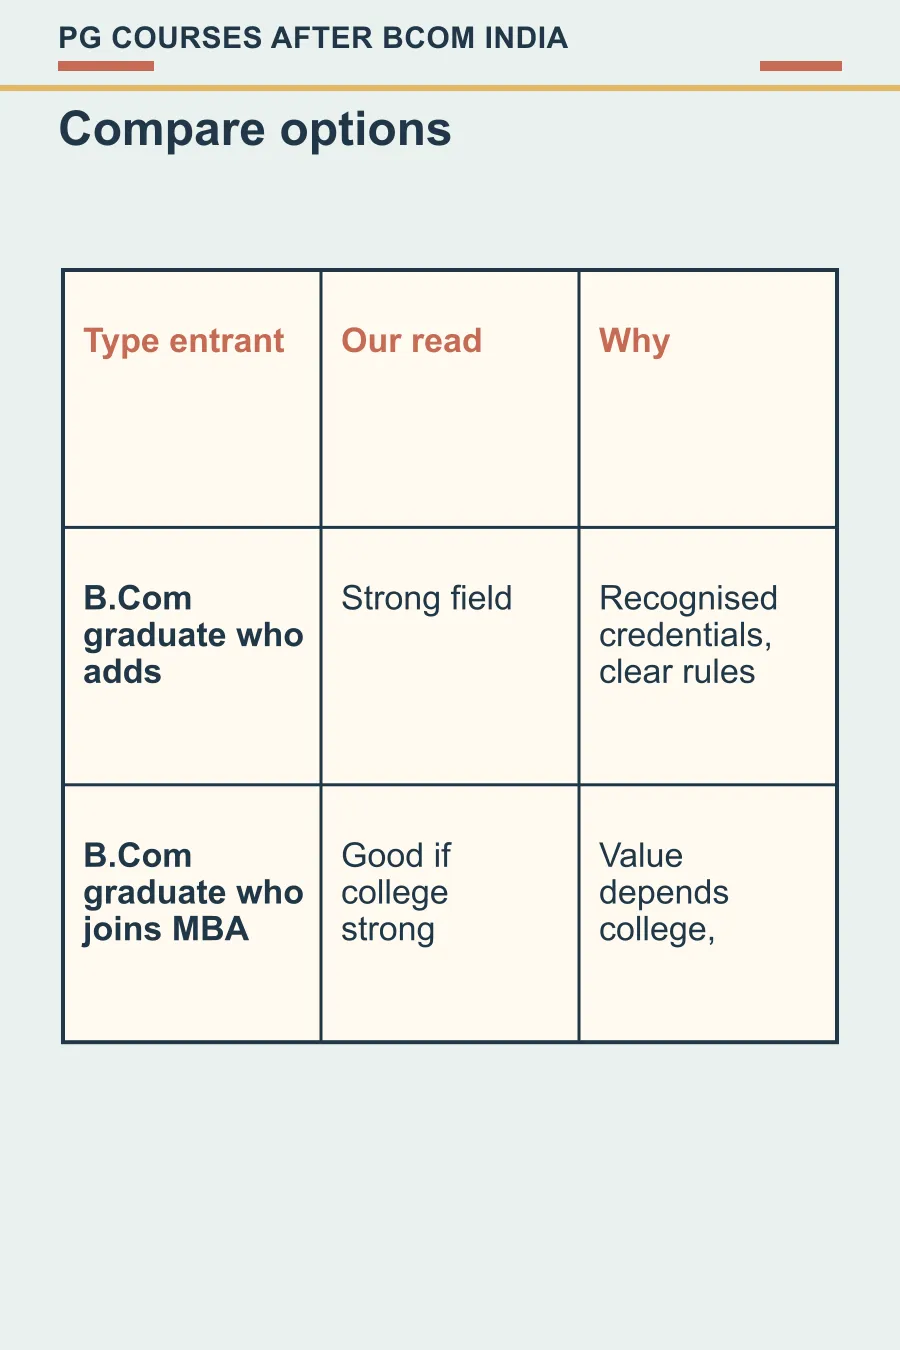 PG COURSES AFTER BCOM INDIA
Compare options
Type entrant
Our read
Why
B.Com
graduate who
adds
Strong field
Recognised
credentials,
clear rules
B.Com
graduate who
joins MBA
Good if
college
strong
Value
depends
college,